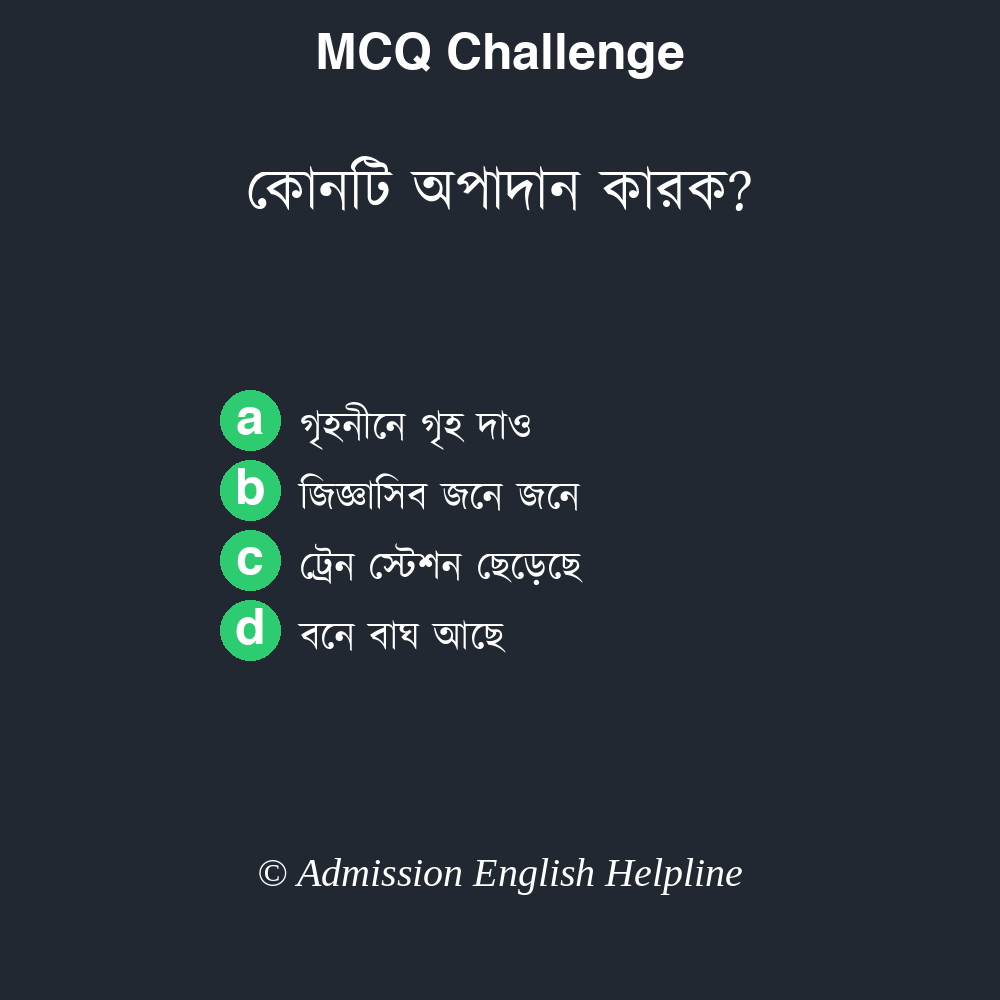 MCQ Challenge
কোনটি অপাদান কারক?
a গৃহনীনে গৃহ দাও
b জিজ্ঞাসিব জনে জনে
c ট্রেন স্টেশন ছেড়েছে
d বনে বাঘ আছে
© Admission English Helpline